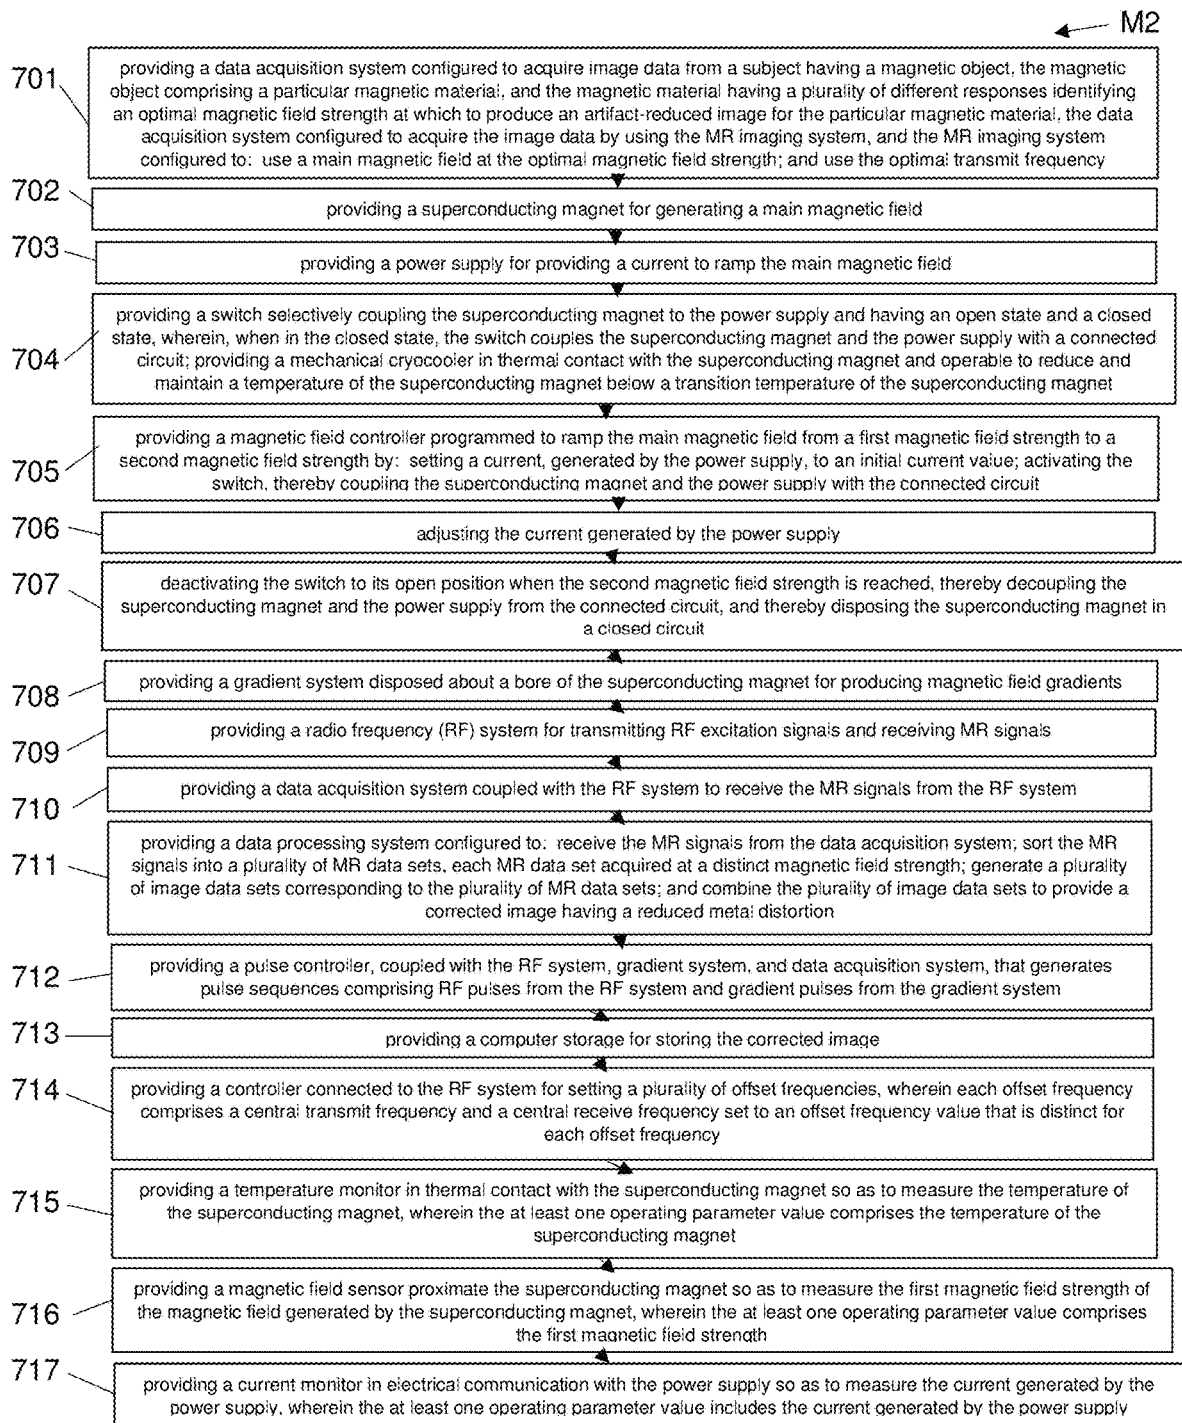 M2
701
providing a data acquisition system configured to acquire image data from a subject having a magnetic object, the magnetic
object comprising a particular magnetic material, and the magnetic material having a plurality of different responses identifying
an optimal magnetic field strength at which to produce an artifact-reduced image for the particular magnetic material, the data
acquisition system configured to acquire the image data by using the MR imaging system, and the MR imaging system
configured to: use a main magnetic field at the optimal magnetic field strength; and use the optimal transmit frequency
702
providing a superconducting magnet for generating a main magnetic field
703
providing a power supply for providing a current to ramp the main magnetic field
704
providing a switch selectively coupling the superconducting magnet to the power supply and having an open state and a closed
state, wherein, when in the closed state, the switch couples the superconducting magnet and the power supply with a connected
circuit; providing a mechanical cryocooler in thermal contact with the superconducting magnet and operable to reduce and
maintain a temperature of the superconducting magnet below a transition temperature of the superconducting magnet
705
providing a magnetic field controller programmed to ramp the main magnetic field from a first magnetic field strength to a
second magnetic field strength by: setting a current, generated by the power supply, to an initial current value; activating the
switch, thereby coupling the superconducting magnet and the power supply with the connected circuit
706
adjusting the current generated by the power supply
707
deactivating the switch to its open position when the second magnetic field strength is reached, thereby decoupling the
superconducting magnet and the power supply from the connected circuit, and thereby disposing the superconducting magnet in
a closed circuit
708
providing a gradient system disposed about a bore of the superconducting magnet for producing magnetic field gradients
709
providing a radio frequency (RF) system for transmitting RF excitation signals and receiving MR signals
710
providing a data acquisition system coupled with the RF system to receive the MR signals from the RF system
711
providing a data processing system configured to: receive the MR signals from the data acquisition system; sort the MR
signals into a plurality of MR data sets, each MR data set acquired at a distinct magnetic field strength; generate a plurality
of image data sets corresponding to the plurality of MR data sets; and combine the plurality of image data sets to provide a
corrected image having a reduced metal distortion
712
providing a pulse controller, coupled with the RF system, gradient system, and data acquisition system, that generates
pulse sequences comprising RF pulses from the RF system and gradient pulses from the gradient system
713
providing a computer storage for storing the corrected image
714
providing a controller connected to the RF system for setting a plurality of offset frequencies, wherein each offset frequency
comprises a central transmit frequency and a central receive frequency set to an offset frequency value that is distinct for
each offset frequency
715
providing a temperature monitor in thermal contact with the superconducting magnet so as to measure the temperature of
the superconducting magnet, wherein the at least one operating parameter value comprises the temperature of the
superconducting magnet
716
providing a magnetic field sensor proximate the superconducting magnet so as to measure the first magnetic field strength of
the magnetic field generated by the superconducting magnet, wherein the at least one operating parameter value comprises
the first magnetic field strength
717
providing a current monitor in electrical communication with the power supply so as to measure the current generated by the
power supply, wherein the at least one operating parameter value includes the current generated by the power supply